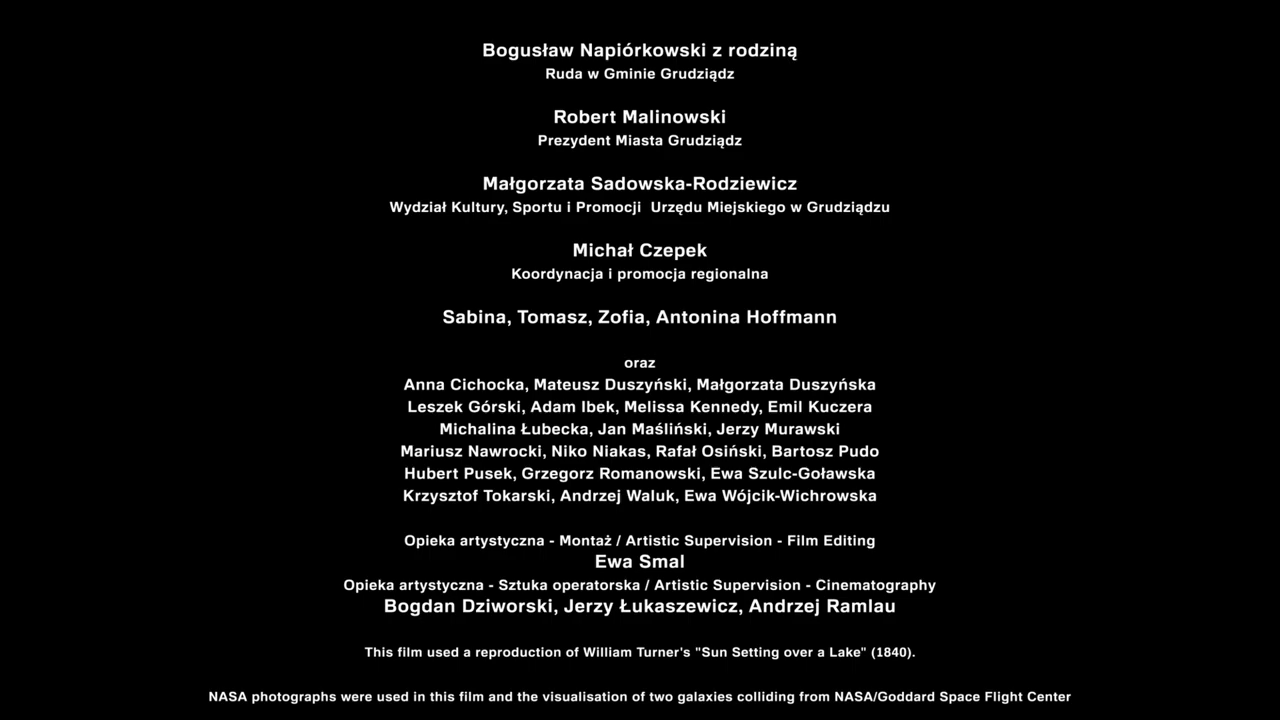 Bogusław Napiórkowski z rodziną
Ruda w Gminie Grudziądz
Robert Malinowski
Prezydent Miasta Grudziądz
Małgorzata Sadowska-Rodziewicz
Wydział Kultury, Sportu i Promocji  Urzędu Miejskiego w Grudziądzu
Michał Czepek
Koordynacja i promocja regionalna
Sabina, Tomasz, Zofia, Antonina Hoffmann
oraz
Anna Cichocka, Mateusz Duszyński, Małgorzata Duszyńska
Leszek Górski, Adam Ibek, Melissa Kennedy, Emil Kuczera
Michalina Łubecka, Jan Maśliński, Jerzy Murawski
Mariusz Nawrocki, Niko Niakas, Rafał Osiński, Bartosz Pudo
Hubert Pusek, Grzegorz Romanowski, Ewa Szulc-Goławska
Krzysztof Tokarski, Andrzej Waluk, Ewa Wójcik-Wichrowska
Opieka artystyczna - Montaż / Artistic Supervision - Film Editing
Ewa Smal
Opieka artystyczna - Sztuka operatorska / Artistic Supervision - Cinematography
Bogdan Dziworski, Jerzy Łukaszewicz, Andrzej Ramlau
This film used a reproduction of William Turner's "Sun Setting over a Lake" (1840).
NASA photographs were used in this film and the visualisation of two galaxies colliding from NASA/Goddard Space Flight Center